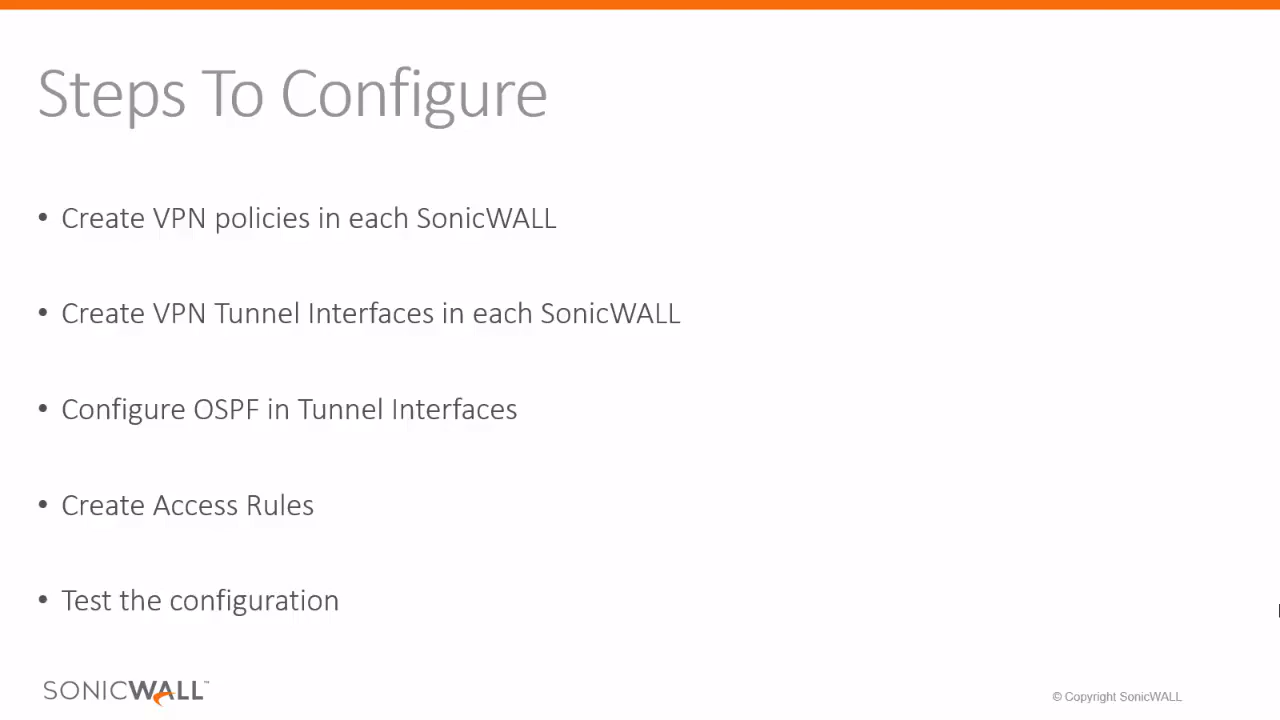 Steps To Configure
• Create VPN policies in each SonicWALL
• Create VPN Tunnel Interfaces in each SonicWALL
• Configure OSPF in Tunnel Interfaces
• Create Access Rules
• Test the configuration
SONICWALL™
© Copyright SonicWALL